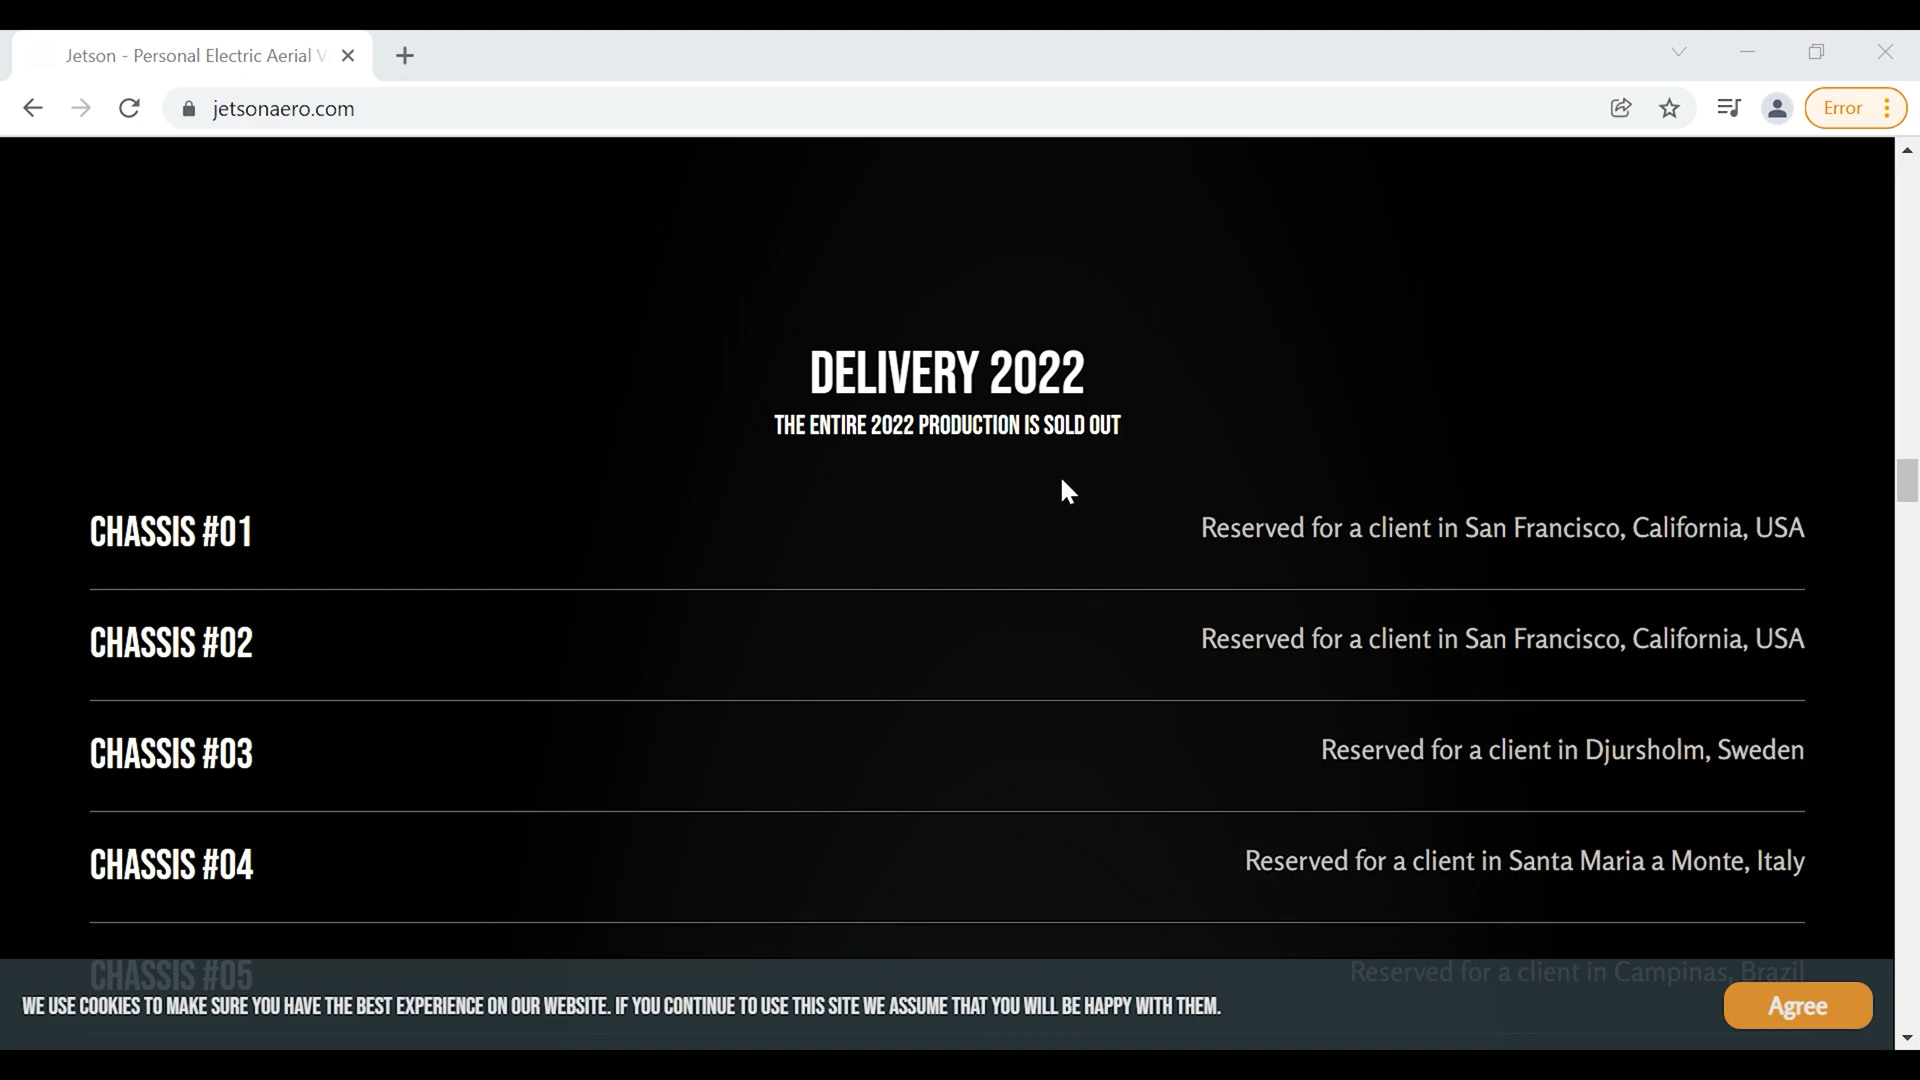 Jetson - Personal Electric Aerial V
jetsonaero.com
Error
DELIVERY 2022
THE ENTIRE 2022 PRODUCTION IS SOLD OUT
CHASSIS #01
Reserved for a client in San Francisco, California, USA
CHASSIS #02
Reserved for a client in San Francisco, California, USA
CHASSIS #03
Reserved for a client in Djursholm, Sweden
CHASSIS #04
Reserved for a client in Santa Maria a Monte, Italy
CHASSIS #05
Reserved for a client in Campinas, Brazil
WE USE COOKIES TO MAKE SURE YOU HAVE THE BEST EXPERIENCE ON OUR WEBSITE. IF YOU CONTINUE TO USE THIS SITE WE ASSUME THAT YOU WILL BE HAPPY WITH THEM.
Agree